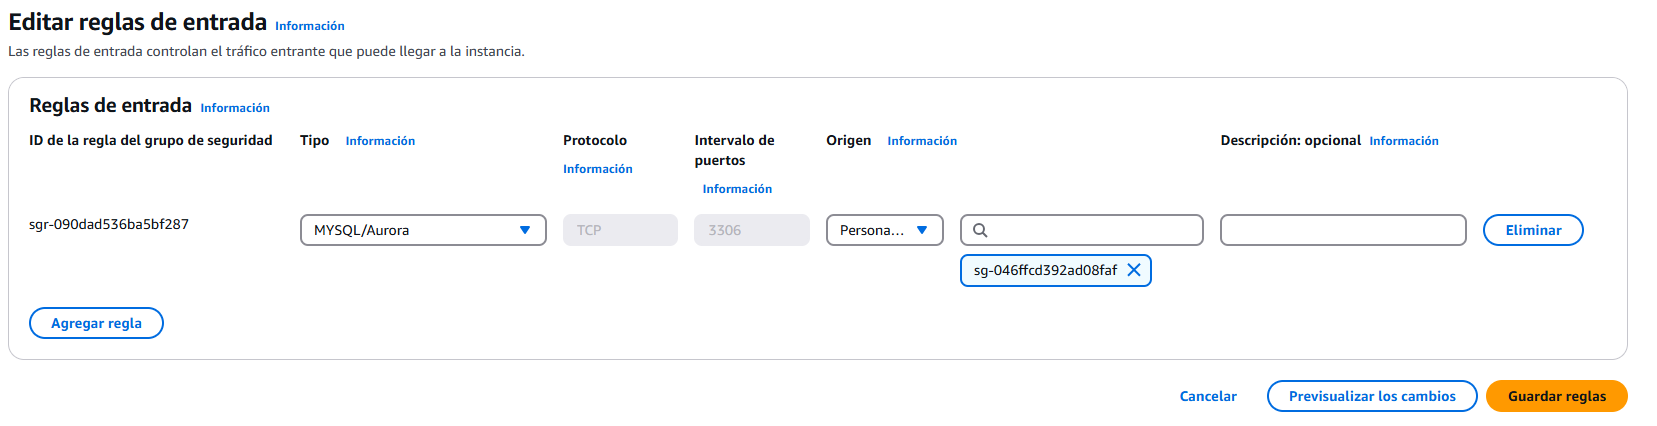 Editar reglas de entrada Información
Las reglas de entrada controlan el tráfico entrante que puede llegar a la instancia.
Reglas de entrada Información
ID de la regla del grupo de seguridad Tipo Información Protocolo Información Intervalo de puertos Información Origen Información Descripción: opcional Información
sgr-090dad536ba5bf287 MYSQL/Aurora TCP 3306 Persona... Eliminar
sg-046ffcd392ad08faf
Agregar regla
Cancelar Previsualizar los cambios Guardar reglas